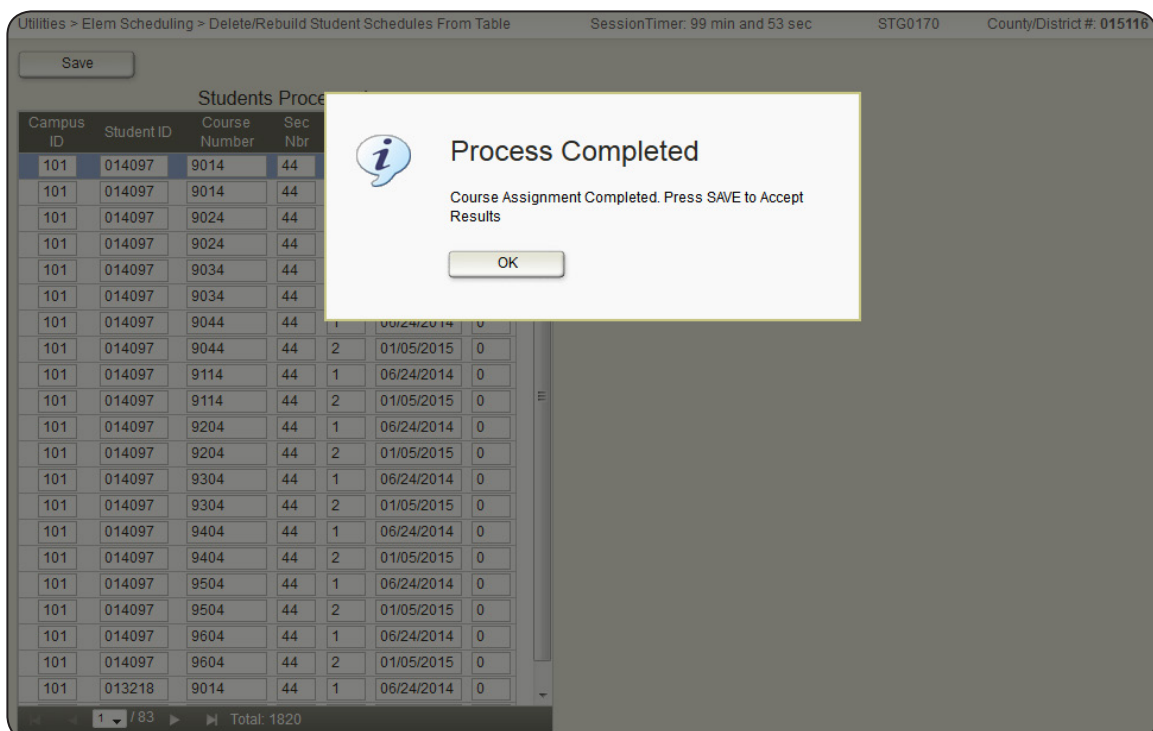 Utilities > Elem Scheduling > Delete/Rebuild Student Schedules From Table SessionTimer: 99 min and 53 sec STG0170 County/District #: 015116
Save
Students
Campus ID Student ID Course Number Sec Nbr
101 014097 9014 44
101 014097 9014 44
101 014097 9024 44
101 014097 9024 44
101 014097 9034 44
101 014097 9034 44
101 014097 9044 44 1 06/24/2014 0
101 014097 9044 44 2 01/05/2015 0
101 014097 9114 44 1 06/24/2014 0
101 014097 9114 44 2 01/05/2015 0
101 014097 9204 44 1 06/24/2014 0
101 014097 9204 44 2 01/05/2015 0
101 014097 9304 44 1 06/24/2014 0
101 014097 9304 44 2 01/05/2015 0
101 014097 9404 44 1 06/24/2014 0
101 014097 9404 44 2 01/05/2015 0
101 014097 9504 44 1 06/24/2014 0
101 014097 9504 44 2 01/05/2015 0
101 014097 9604 44 1 06/24/2014 0
101 014097 9604 44 2 01/05/2015 0
101 013218 9014 44 1 06/24/2014 0
1 / 83 Total: 1820
Process Completed
Course Assignment Completed. Press SAVE to Accept
Results
OK